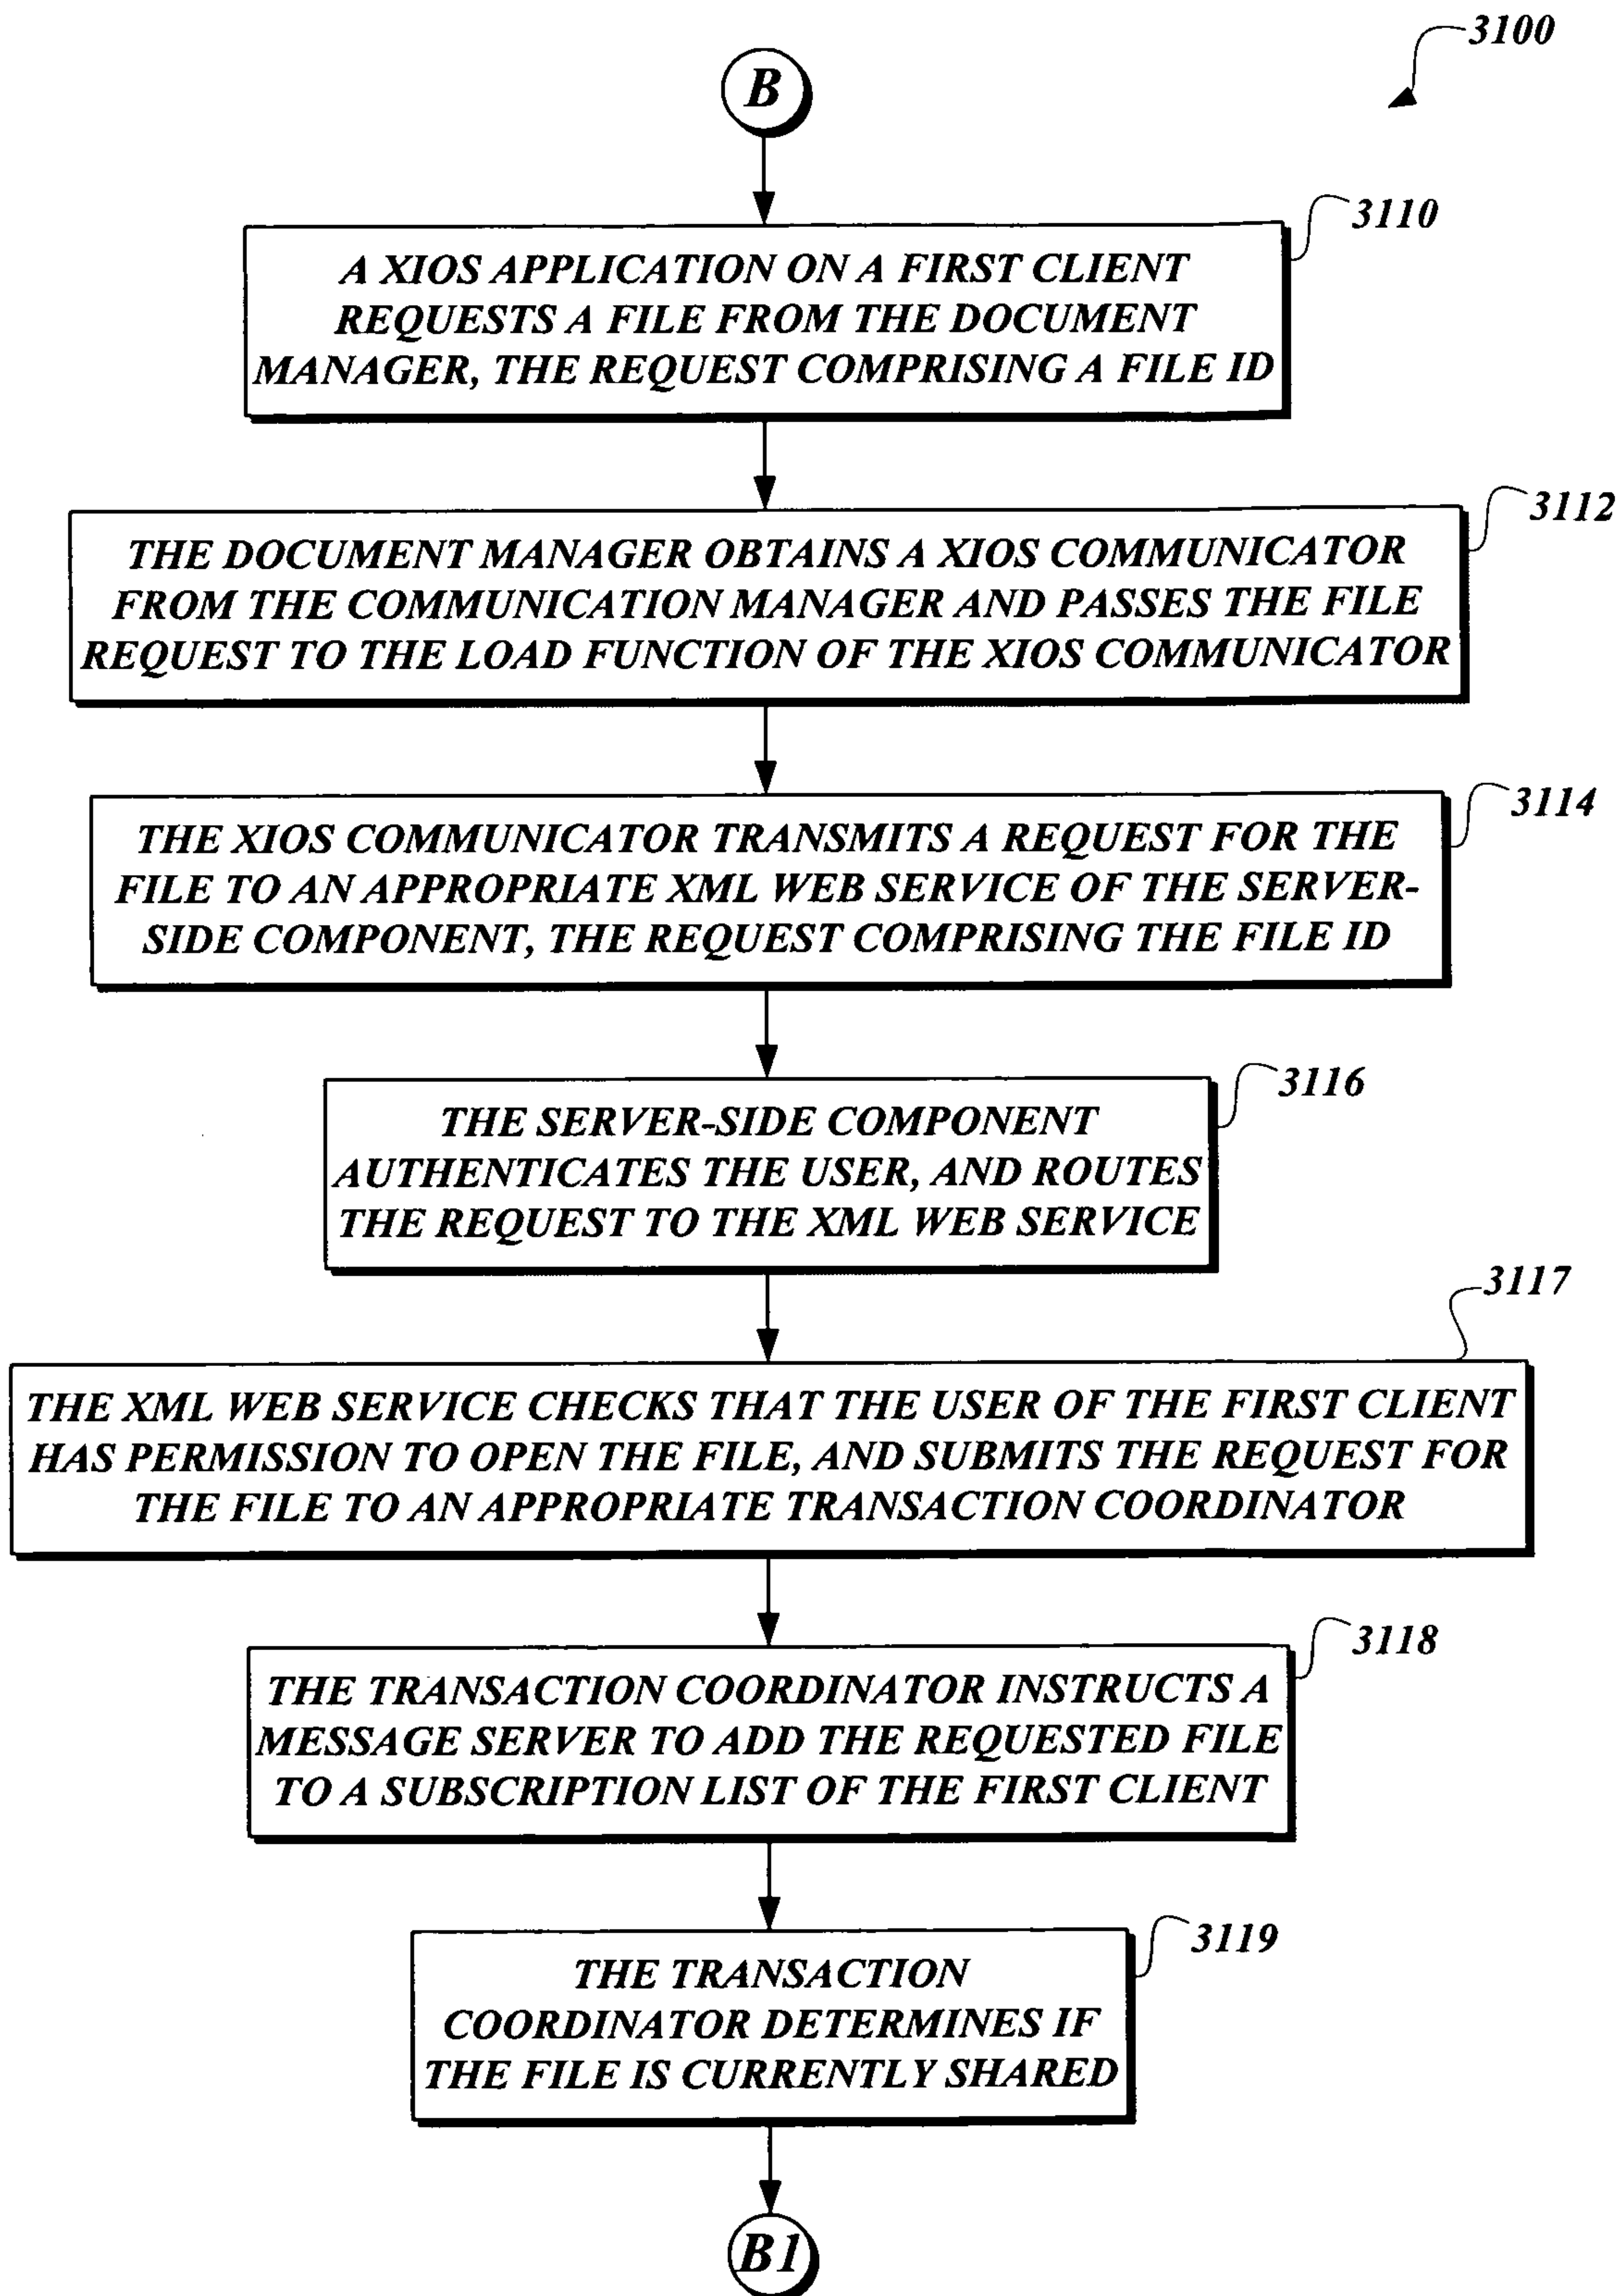 3100
B
3110
A XIOS APPLICATION ON A FIRST CLIENT
REQUESTS A FILE FROM THE DOCUMENT
MANAGER, THE REQUEST COMPRISING A FILE ID
3112
THE DOCUMENT MANAGER OBTAINS A XIOS COMMUNICATOR
FROM THE COMMUNICATION MANAGER AND PASSES THE FILE
REQUEST TO THE LOAD FUNCTION OF THE XIOS COMMUNICATOR
3114
THE XIOS COMMUNICATOR TRANSMITS A REQUEST FOR THE
FILE TO AN APPROPRIATE XML WEB SERVICE OF THE SERVER-
SIDE COMPONENT, THE REQUEST COMPRISING THE FILE ID
3116
THE SERVER-SIDE COMPONENT
AUTHENTICATES THE USER, AND ROUTES
THE REQUEST TO THE XML WEB SERVICE
3117
THE XML WEB SERVICE CHECKS THAT THE USER OF THE FIRST CLIENT
HAS PERMISSION TO OPEN THE FILE, AND SUBMITS THE REQUEST FOR
THE FILE TO AN APPROPRIATE TRANSACTION COORDINATOR
3118
THE TRANSACTION COORDINATOR INSTRUCTS A
MESSAGE SERVER TO ADD THE REQUESTED FILE
TO A SUBSCRIPTION LIST OF THE FIRST CLIENT
3119
THE TRANSACTION
COORDINATOR DETERMINES IF
THE FILE IS CURRENTLY SHARED
B1